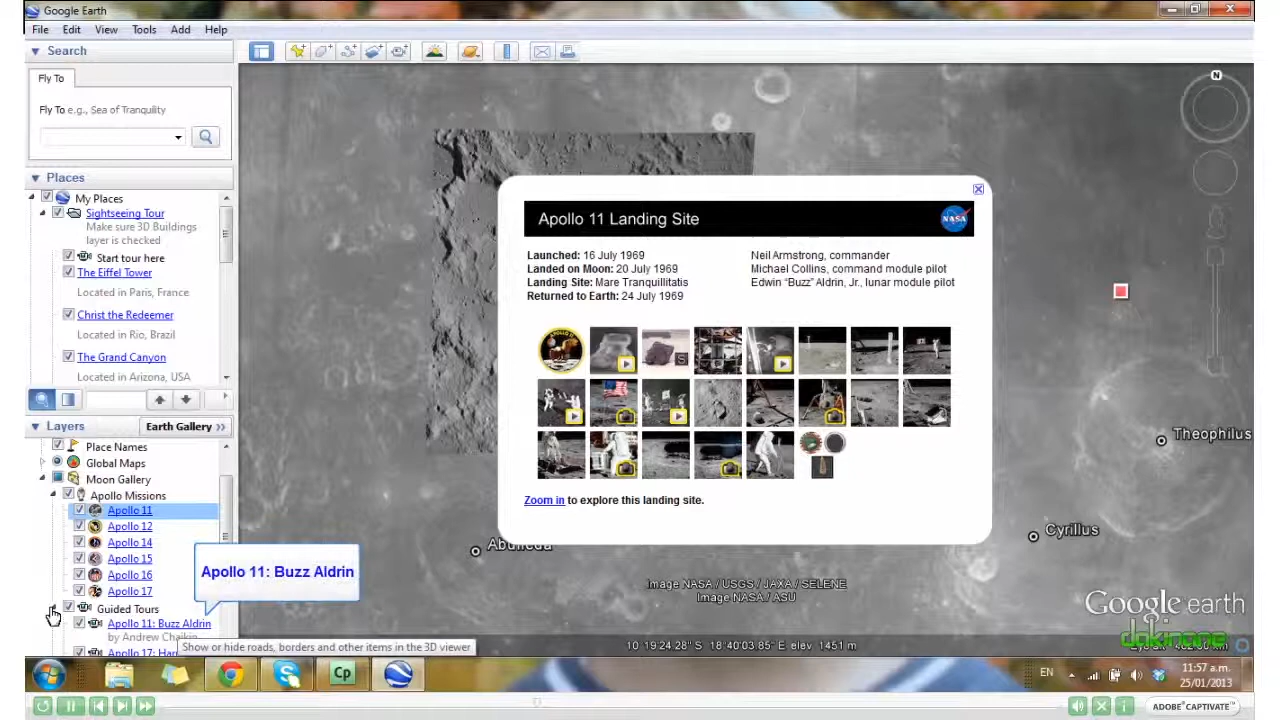 Google Earth
File Edit View Tools Add Help
Search
Fly To
Fly To e.g., Sea of Tranquility
Places
My Places
Sightseeing Tour
Make sure 3D Buildings
layer is checked
Start tour here
The Eiffel Tower
Located in Paris, France
Christ the Redeemer
Located in Rio, Brazil
The Grand Canyon
Located in Arizona, USA
Layers
Earth Gallery >>
Place Names
Global Maps
Moon Gallery
Apollo Missions
Apollo 11
Apollo 12
Apollo 14
Apollo 15
Apollo 16
Apollo 17
Guided Tours
Apollo 11: Buzz Aldrin
by Andrew Chaikin
Apollo 11: Buzz Aldrin
Show or hide roads, borders and other items in the 3D viewer
N
Apollo 11 Landing Site
NASA
Launched: 16 July 1969
Landed on Moon: 20 July 1969
Landing Site: Mare Tranquillitatis
Returned to Earth: 24 July 1969
Neil Armstrong, commander
Michael Collins, command module pilot
Edwin “Buzz” Aldrin, Jr., lunar module pilot
Zoom in to explore this landing site.
Theophilus
Cyrillus
Abulfeda
Image NASA / USGS / JAXA / SELENE
Image NASA / ASU
Google earth
10°19'24.28" S 18°40'03.85" E elev 1451 m
Cp
EN
11:57 a.m.
25/01/2013
ADOBE® CAPTIVATE™